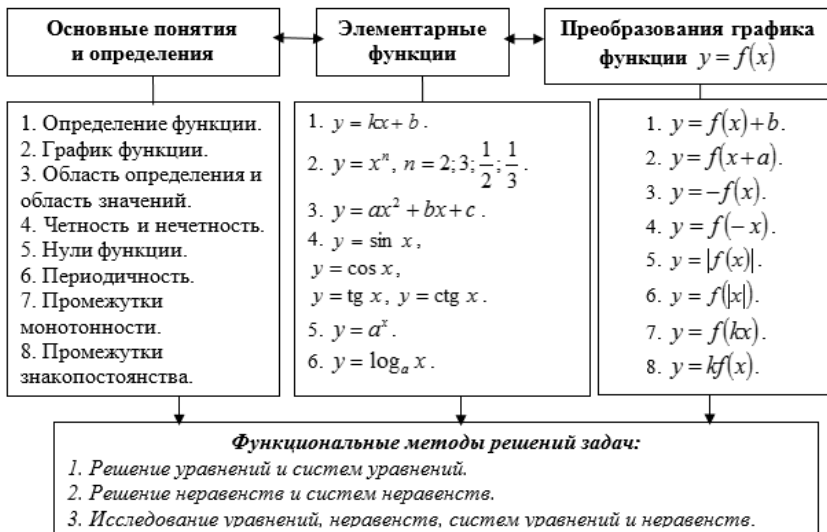 Основные понятия
и определения
Элементарные
функции
Преобразования графика
функции y = f(x)
1. Определение функции.
2. График функции.
3. Область определения и
область значений.
4. Четность и нечетность.
5. Нули функции.
6. Периодичность.
7. Промежутки
монотонности.
8. Промежутки
знакопостоянства.
1. y = kx + b.
2. y = xⁿ, n = 2; 3; 1/2; 1/3.
3. y = ax² + bx + c.
4. y = sin x,
y = cos x,
y = tg x, y = ctg x.
5. y = aˣ.
6. y = logₐ x.
1. y = f(x) + b.
2. y = f(x + a).
3. y = −f(x).
4. y = f(− x).
5. y = |f(x)|.
6. y = f(|x|).
7. y = f(kx).
8. y = kf(x).
Функциональные методы решений задач:
1. Решение уравнений и систем уравнений.
2. Решение неравенств и систем неравенств.
3. Исследование уравнений, неравенств, систем уравнений и неравенств.